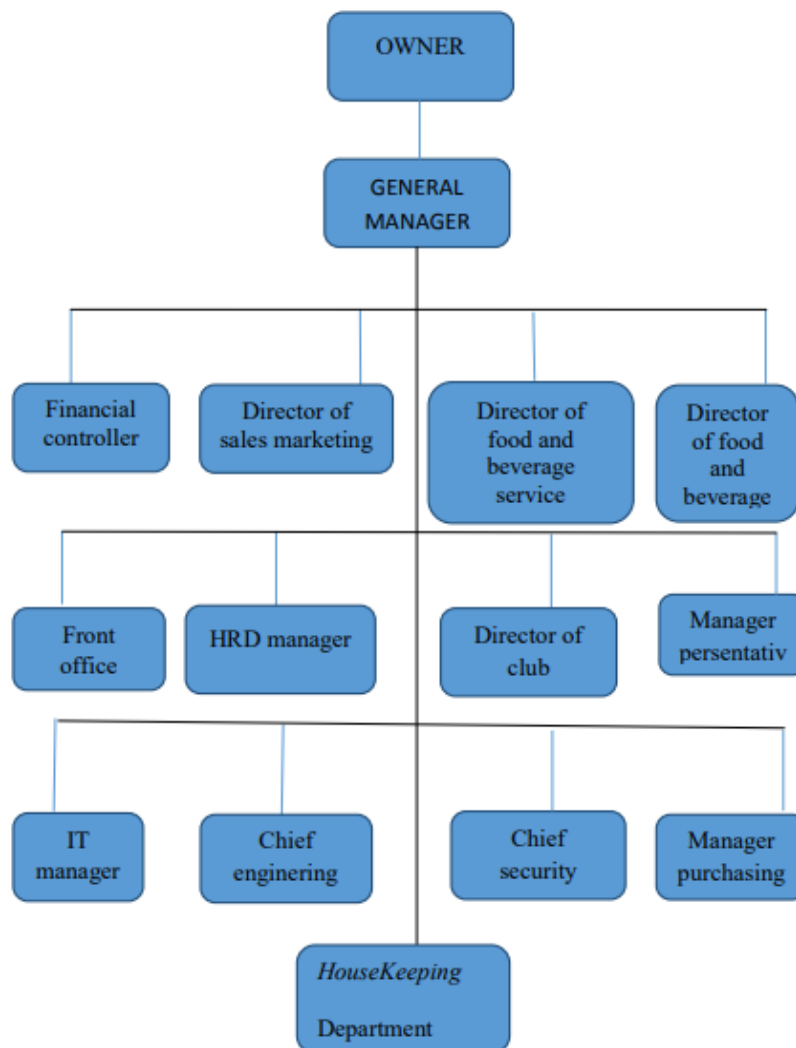 OWNER
GENERAL
MANAGER
Financial
controller
Director of
sales marketing
Director of
food and
beverage
service
Director
of food
and
beverage
Front
office
HRD manager
Director of
club
Manager
persentativ
IT
manager
Chief
enginering
Chief
security
Manager
purchasing
HouseKeeping
Department